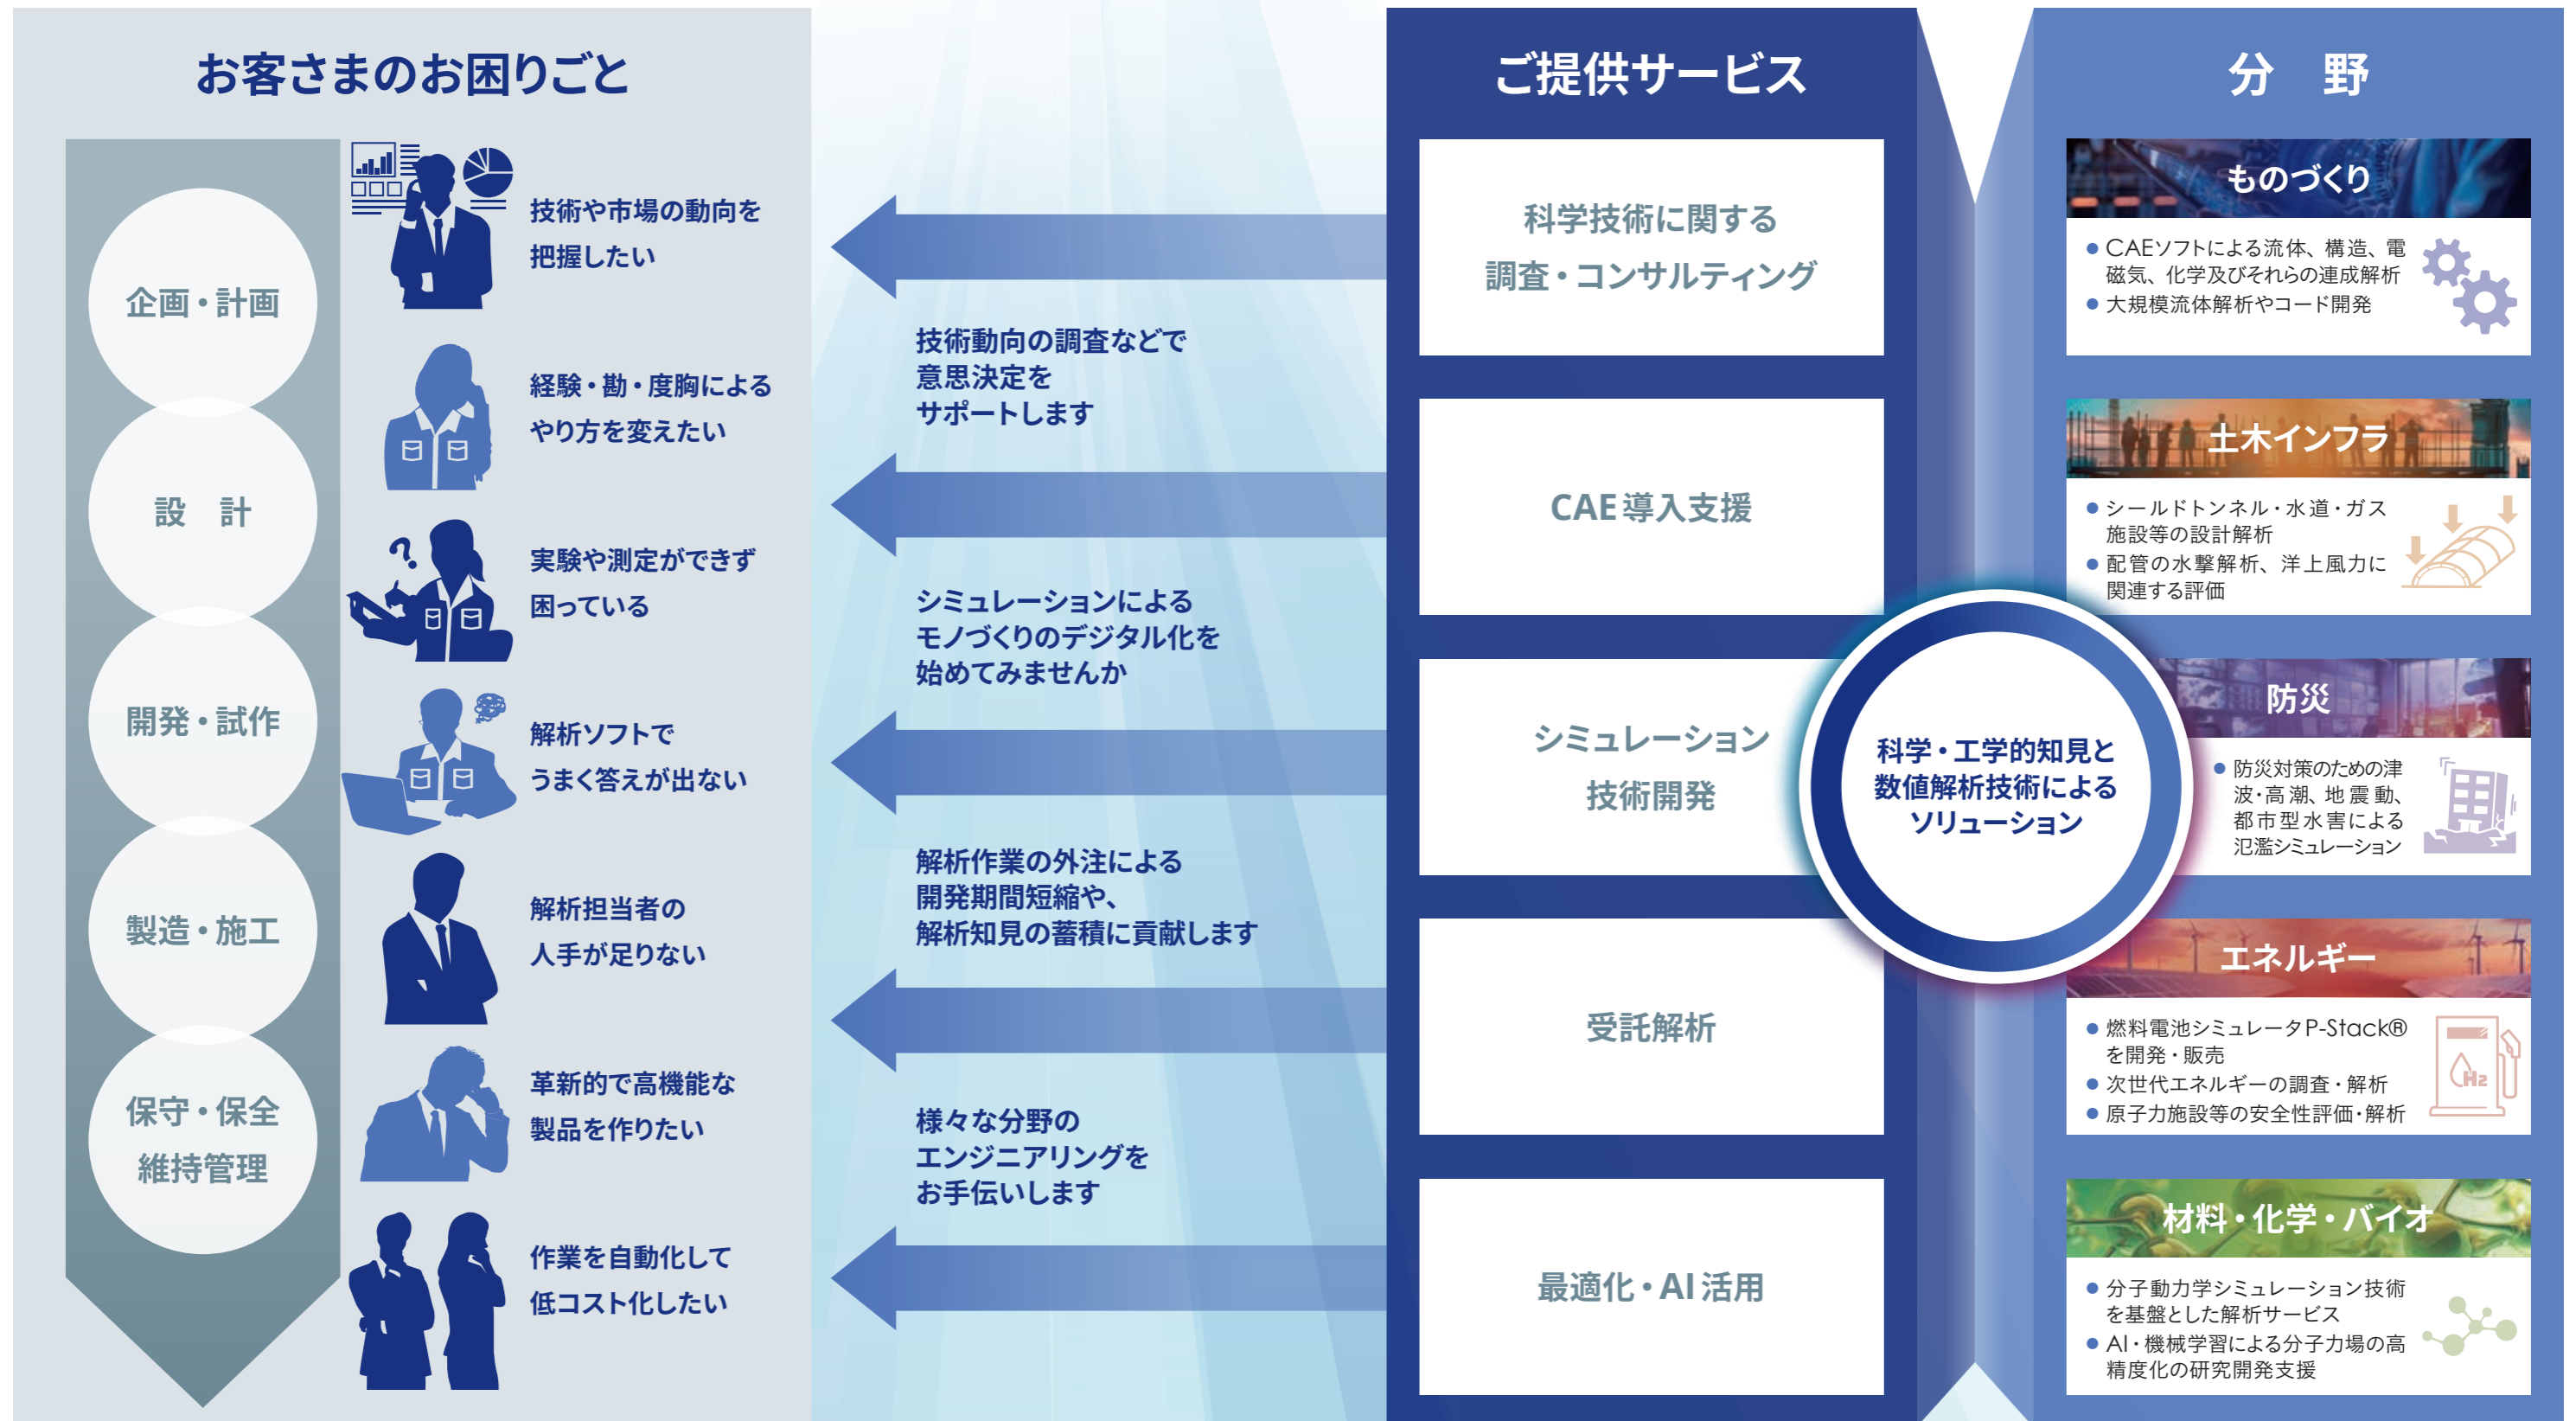 お客さまのお困りごと
企画・計画
設　計
開発・試作
製造・施工
保守・保全
維持管理
技術や市場の動向を
把握したい
経験・勘・度胸による
やり方を変えたい
?
実験や測定ができず
困っている
解析ソフトで
うまく答えが出ない
解析担当者の
人手が足りない
革新的で高機能な
製品を作りたい
作業を自動化して
低コスト化したい
技術動向の調査などで
意思決定を
サポートします
シミュレーションによる
モノづくりのデジタル化を
始めてみませんか
解析作業の外注による
開発期間短縮や、
解析知見の蓄積に貢献します
様々な分野の
エンジニアリングを
お手伝いします
ご提供サービス
科学技術に関する
調査・コンサルティング
CAE導入支援
シミュレーション
技術開発
受託解析
最適化・AI活用
科学・工学的知見と
数値解析技術による
ソリューション
分　野
ものづくり
● CAEソフトによる流体、構造、電
磁気、化学及びそれらの連成解析
● 大規模流体解析やコード開発
土木インフラ
● シールドトンネル・水道・ガス
施設等の設計解析
● 配管の水撃解析、洋上風力に
関連する評価
防災
● 防災対策のための津
波・高潮、地震動、
都市型水害による
氾濫シミュレーション
エネルギー
● 燃料電池シミュレータP-Stack®
を開発・販売
● 次世代エネルギーの調査・解析
● 原子力施設等の安全性評価・解析
H2
材料・化学・バイオ
● 分子動力学シミュレーション技術
を基盤とした解析サービス
● AI・機械学習による分子力場の高
精度化の研究開発支援